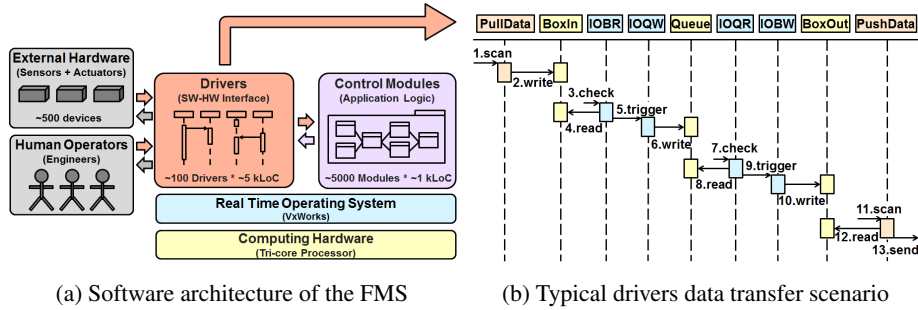 External Hardware
(Sensors + Actuators)
~500 devices
Human Operators
(Engineers)
Drivers
(SW-HW Interface)
~100 Drivers * ~5 kLoC
Control Modules
(Application Logic)
~5000 Modules * ~1 kLoC
Real Time Operating System
(VxWorks)
Computing Hardware
(Tri-core Processor)
(a) Software architecture of the FMS
PullData BoxIn IOBR IOQW Queue IOQR IOBW BoxOut PushData
1.scan
2.write
3.check
4.read
5.trigger
6.write
7.check
8.read
9.trigger
10.write
11.scan
12.read
13.send
(b) Typical drivers data transfer scenario